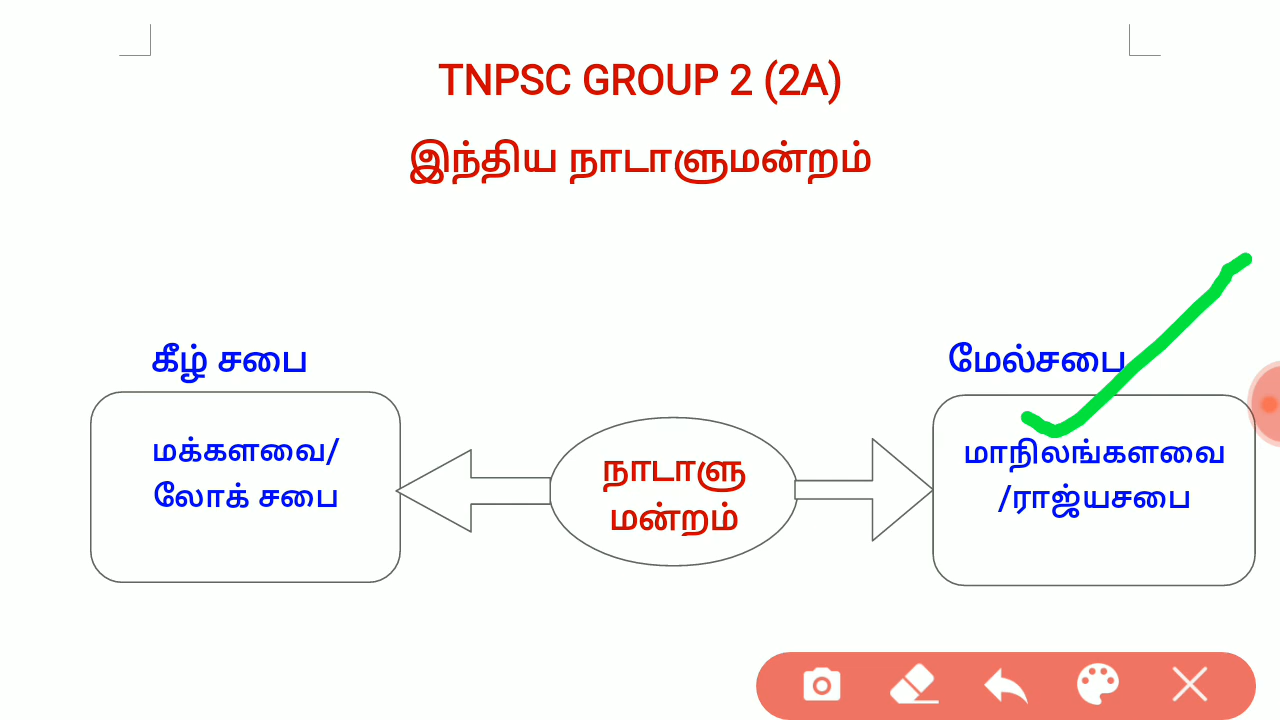 TNPSC GROUP 2 (2A)
இந்திய நாடாளுமன்றம்
கீழ் சபை
மேல்சபை
மக்களவை/
லோக் சபை
நாடாளு
மன்றம்
மாநிலங்களவை
/ராஜ்யசபை